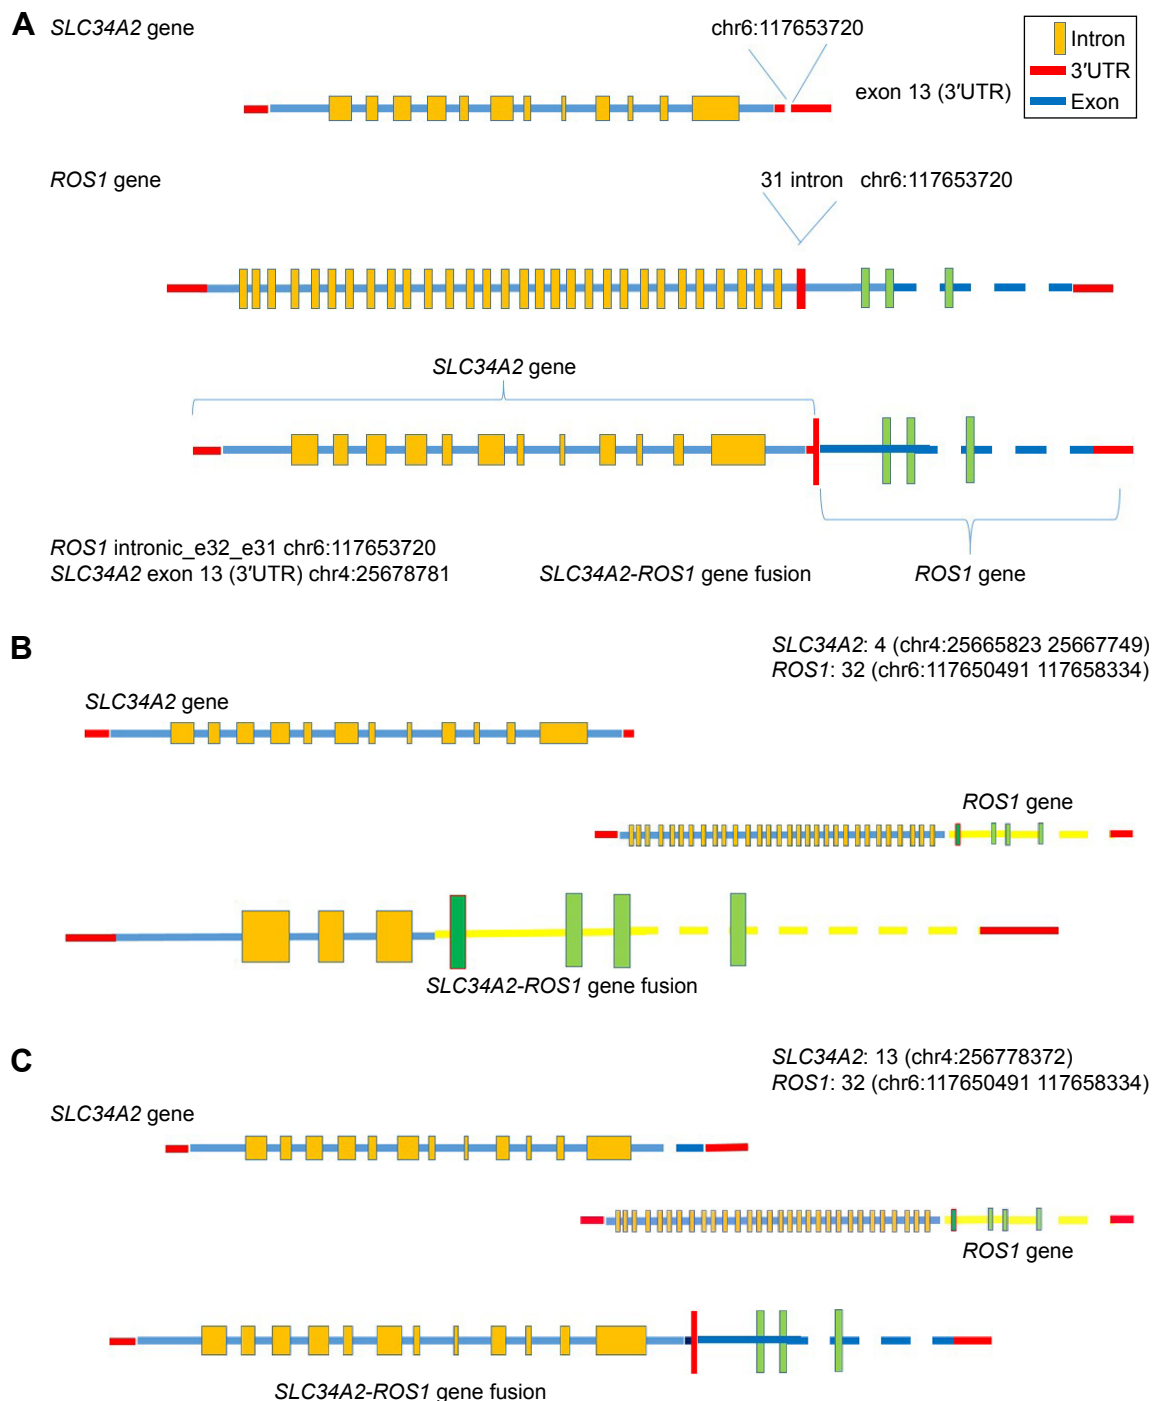 A SLC34A2 gene
chr6:117653720
Intron
3′UTR
Exon
exon 13 (3′UTR)
ROS1 gene
31 intron chr6:117653720
SLC34A2 gene
ROS1 intronic_e32_e31 chr6:117653720
SLC34A2 exon 13 (3′UTR) chr4:25678781
SLC34A2-ROS1 gene fusion
ROS1 gene
B
SLC34A2: 4 (chr4:25665823 25667749)
ROS1: 32 (chr6:117650491 117658334)
SLC34A2 gene
ROS1 gene
SLC34A2-ROS1 gene fusion
C
SLC34A2: 13 (chr4:256778372)
ROS1: 32 (chr6:117650491 117658334)
SLC34A2 gene
ROS1 gene
SLC34A2-ROS1 gene fusion